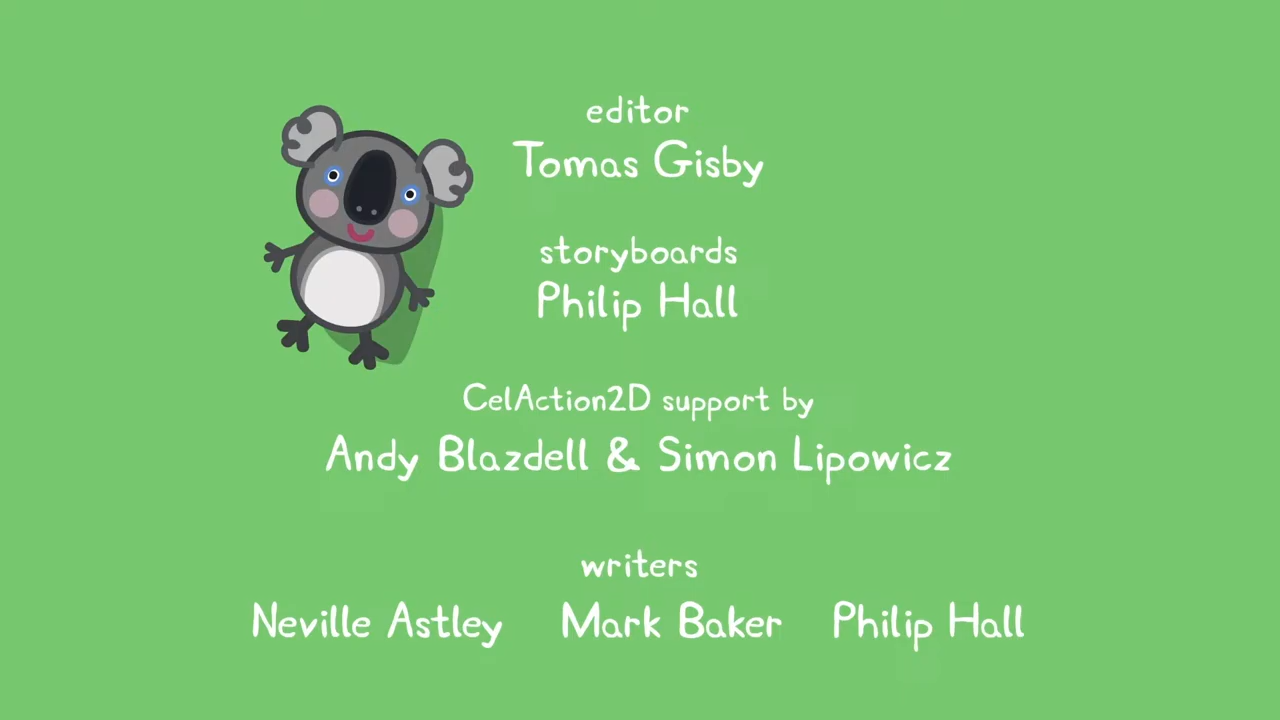 editor
Tomas Gisby
storyboards
Philip Hall
CelAction2D support by
Andy Blazdell & Simon Lipowicz
writers
Neville Astley Mark Baker Philip Hall